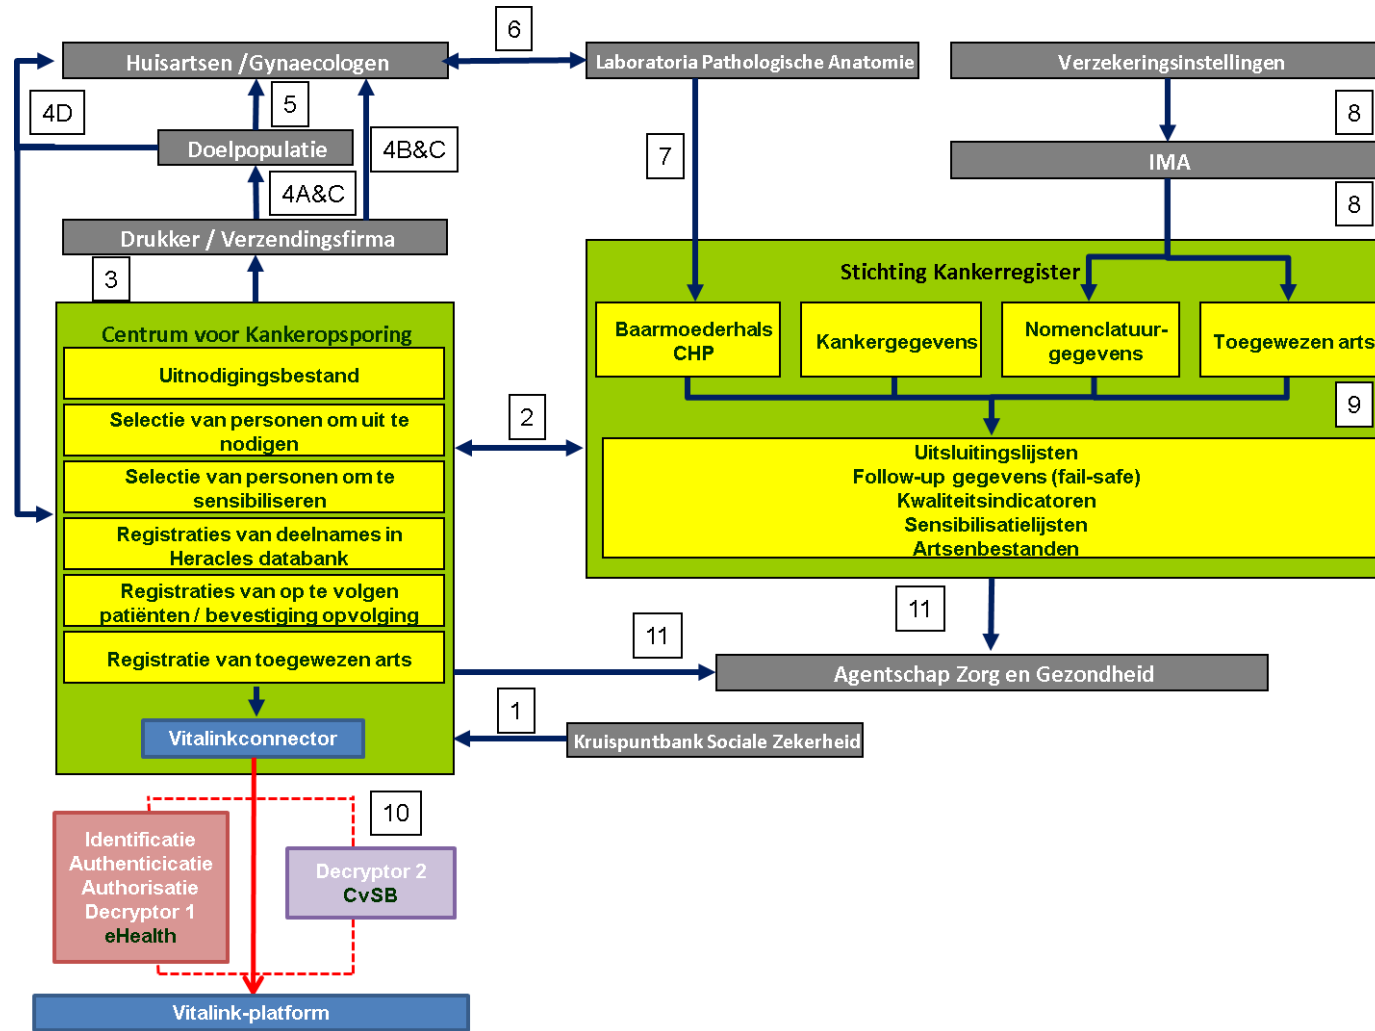 6
Huisartsen /Gynaecologen
Laboratoria Pathologische Anatomie
Verzekeringsinstellingen
4D
5
8
Doelpopulatie
4B&C
7
IMA
4A&C
8
Drukker / Verzendingsfirma
3
Stichting Kankerregister
Centrum voor Kankeropsporing
Uitnodigingsbestand
Selectie van personen om uit te
nodigen
Selectie van personen om te
sensibiliseren
Registraties van deelnames in
Heracles databank
Registraties van op te volgen
patiënten / bevestiging opvolging
Registratie van toegewezen arts
Vitalinkconnector
2
Baarmoederhals
CHP
Kankergegevens
Nomenclatuur-
gegevens
Toegewezen arts
9
Uitsluitingslijsten
Follow-up gegevens (fail-safe)
Kwaliteitsindicatoren
Sensibilisatielijsten
Artsenbestanden
11
11
Agentschap Zorg en Gezondheid
1
Kruispuntbank Sociale Zekerheid
10
Identificatie
Authenticicatie
Authorisatie
Decryptor 1
eHealth
Decryptor 2
CvSB
Vitalink-platform